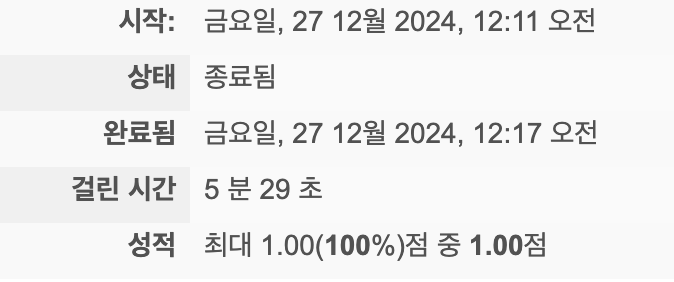 시작: 금요일, 27 12월 2024, 12:11 오전
상태 종료됨
완료됨 금요일, 27 12월 2024, 12:17 오전
걸린 시간 5 분 29 초
성적 최대 1.00(100%)점 중 1.00점